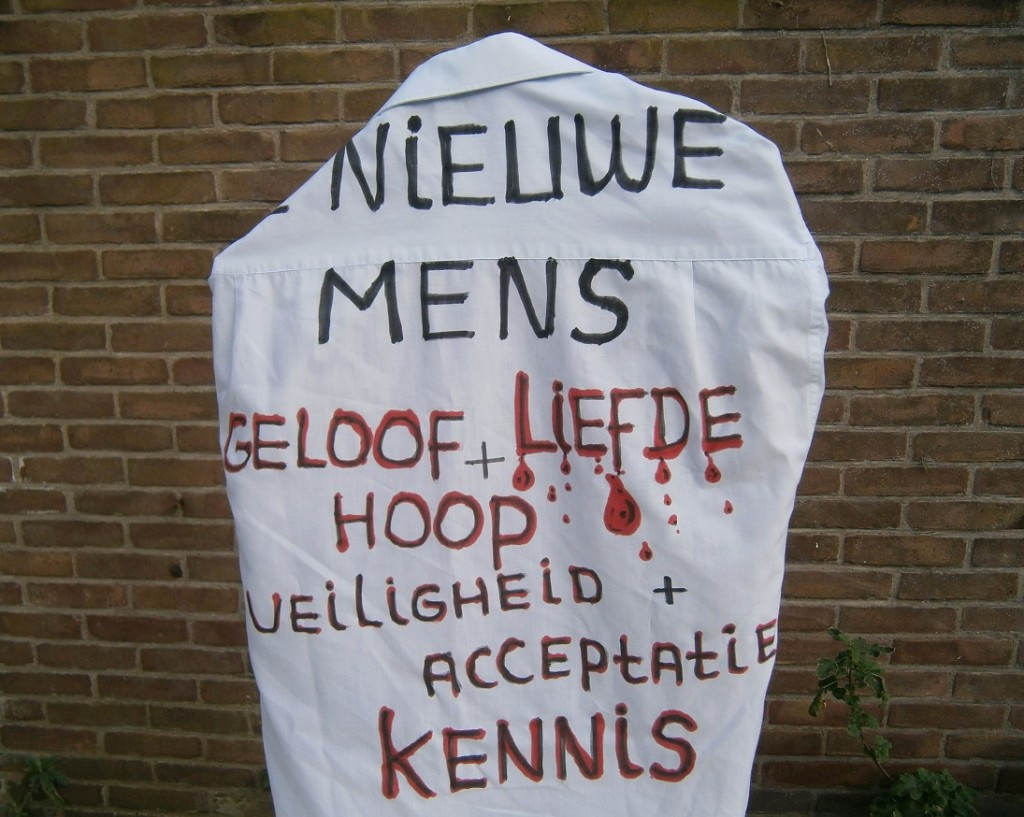 NiEUWE
MENS
GELOOF + LiEFDE
HOOP
VEiLiGHEiD +
ACCEPtAtiE
KENNiS